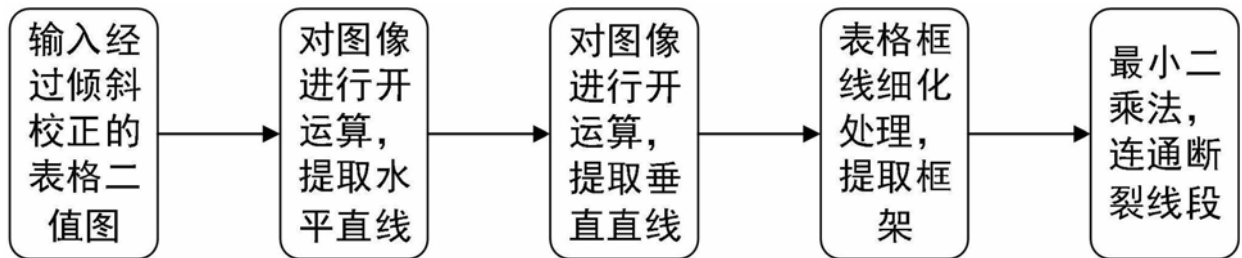 输入经
过倾斜
校正的
表格二
值图
对图像
进行开
运算，
提取水
平直线
对图像
进行开
运算，
提取垂
直直线
表格框
线细化
处理，
提取框
架
最小二
乘法，
连通断
裂线段